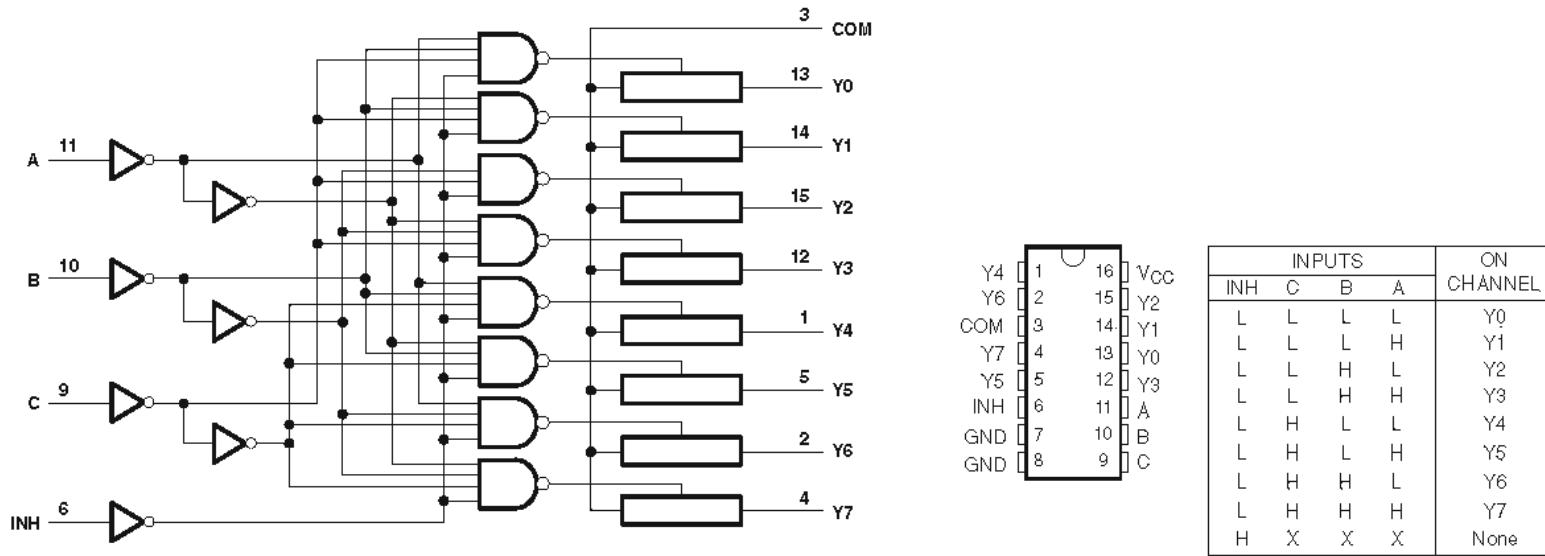 3
COM
13 Y0
14 Y1
A 11
15 Y2
12 Y3
B 10
1 Y4
5 Y5
C 9
2 Y6
4 Y7
INH 6
Y4 1 16 VCC
Y6 2 15 Y2
COM 3 14 Y1
Y7 4 13 Y0
Y5 5 12 Y3
INH 6 11 A
GND 7 10 B
GND 8 9 C
INPUTS ON CHANNEL
INH C B A
L L L L Y0
L L L H Y1
L L H L Y2
L L H H Y3
L H L L Y4
L H L H Y5
L H H L Y6
L H H H Y7
H X X X None